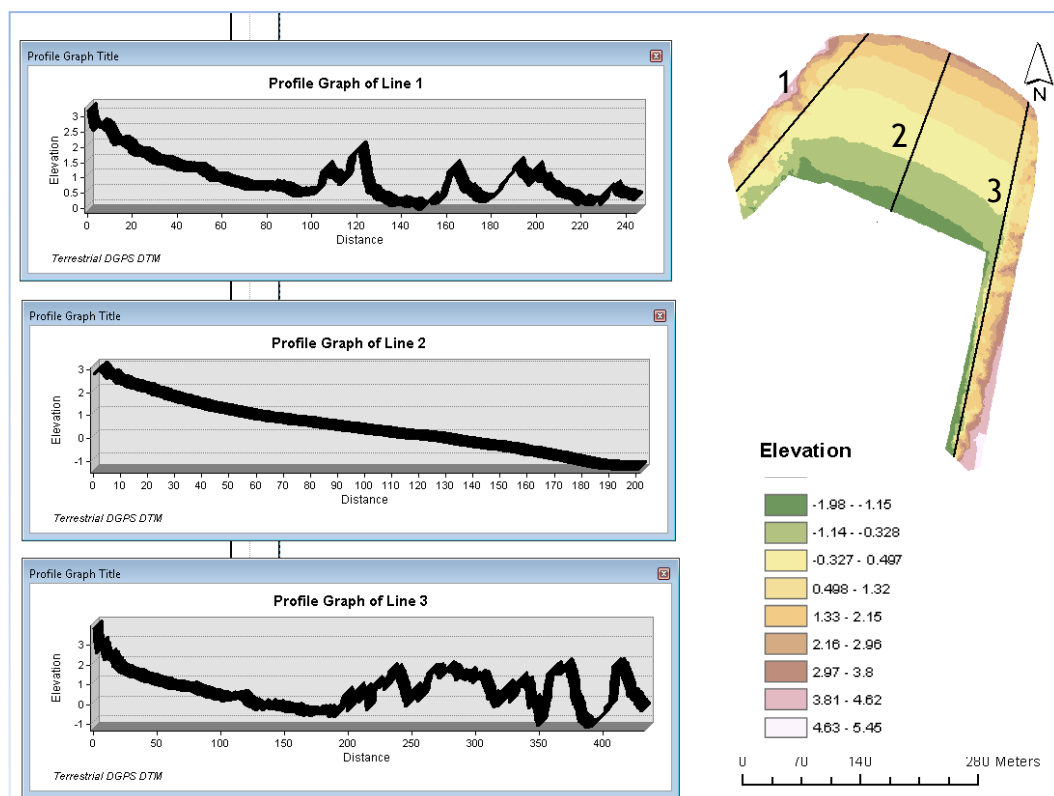 Profile Graph Title
Profile Graph of Line 1
Elevation
3
2.5
2
1.5
1
0.5
0
0 20 40 60 80 100 120 140 160 180 200 220 240
Distance
Terrestrial DGPS DTM
Profile Graph Title
Profile Graph of Line 2
Elevation
3
2
1
0
-1
0 10 20 30 40 50 60 70 80 90 100 110 120 130 140 150 160 170 180 190 200
Distance
Terrestrial DGPS DTM
Profile Graph Title
Profile Graph of Line 3
Elevation
3
2
1
0
-1
0 50 100 150 200 250 300 350 400
Distance
Terrestrial DGPS DTM
1
2
3
N
Elevation
-1.98 - -1.15
-1.14 - -0.328
-0.327 - 0.497
0.498 - 1.32
1.33 - 2.15
2.16 - 2.96
2.97 - 3.8
3.81 - 4.62
4.63 - 5.45
0 70 140 280 Meters